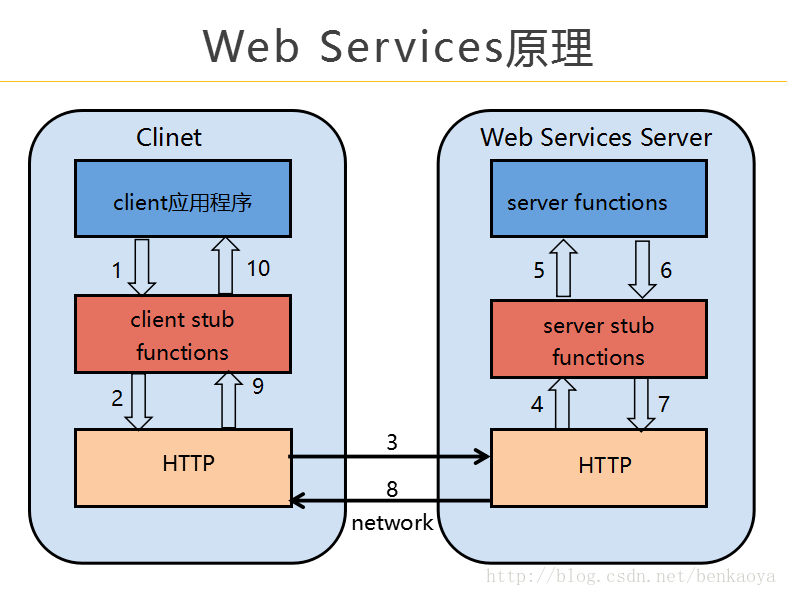 Web Services原理
Clinet
Web Services Server
client应用程序
server functions
1
10
5
6
client stub
functions
server stub
functions
2
9
4
7
HTTP
3
HTTP
8
network
http://blog.csdn.net/benkaoya